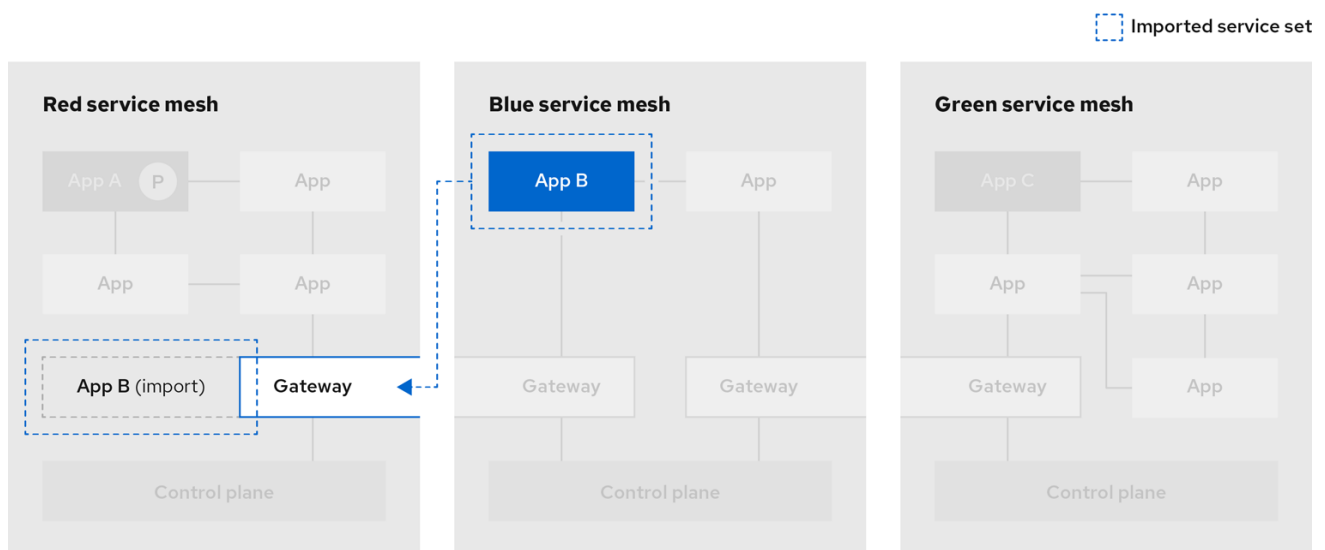 Imported service set
Red service mesh
App A P
App
App
App
App B (import)
Gateway
Control plane
Blue service mesh
App B
App
Gateway
Gateway
Control plane
Green service mesh
App C
App
App
App
Gateway
App
Control plane